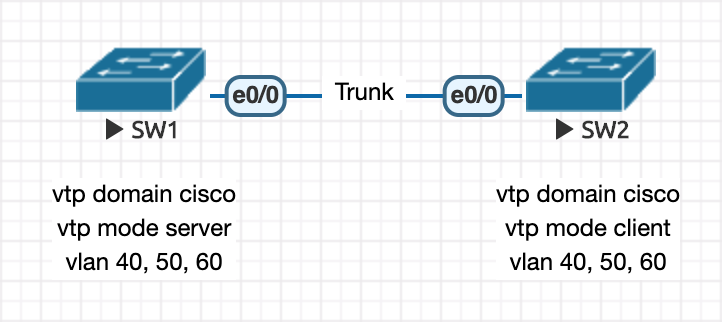 e0/0 Trunk e0/0
SW1 SW2
vtp domain cisco
vtp mode server
vlan 40, 50, 60
vtp domain cisco
vtp mode client
vlan 40, 50, 60